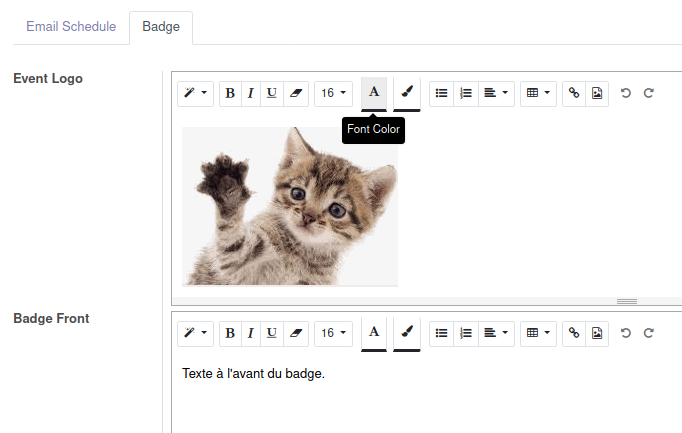 Email Schedule Badge
Event Logo
B I U 16 A
Font Color
Badge Front
B I U 16 A
Texte à l'avant du badge.